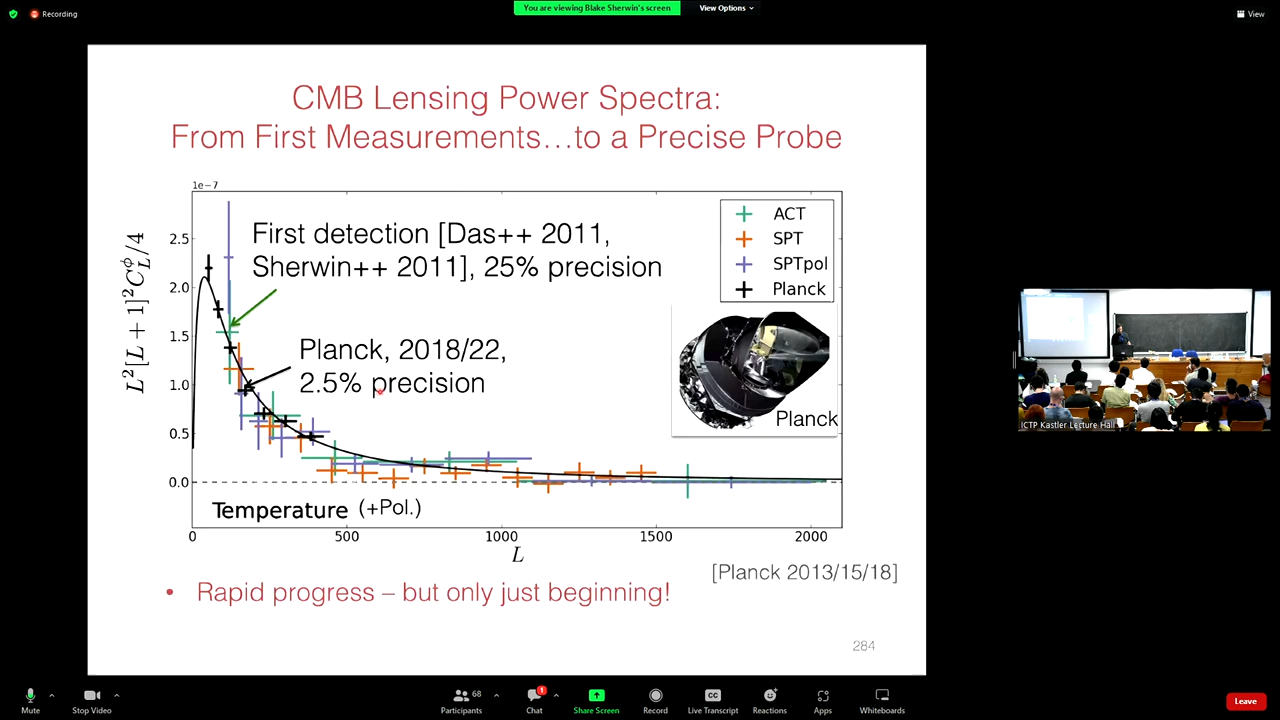 Recording
You are viewing Blake Sherwin's screen
View Options
View
CMB Lensing Power Spectra:
From First Measurements…to a Precise Probe
1e−7
2.5
2.0
1.5
1.0
0.5
0.0
L²[L + 1]²C_L^ϕ/4
First detection [Das++ 2011,
Sherwin++ 2011], 25% precision
Planck, 2018/22,
2.5% precision
ACT
SPT
SPTpol
Planck
Planck
Temperature (+Pol.)
0
500
1000
1500
2000
L
[Planck 2013/15/18]
• Rapid progress – but only just beginning!
284
ICTP Kastler Lecture Hall
Mute
Stop Video
68
Participants
1
Chat
Share Screen
Record
CC
Live Transcript
Reactions
Apps
Whiteboards
Leave